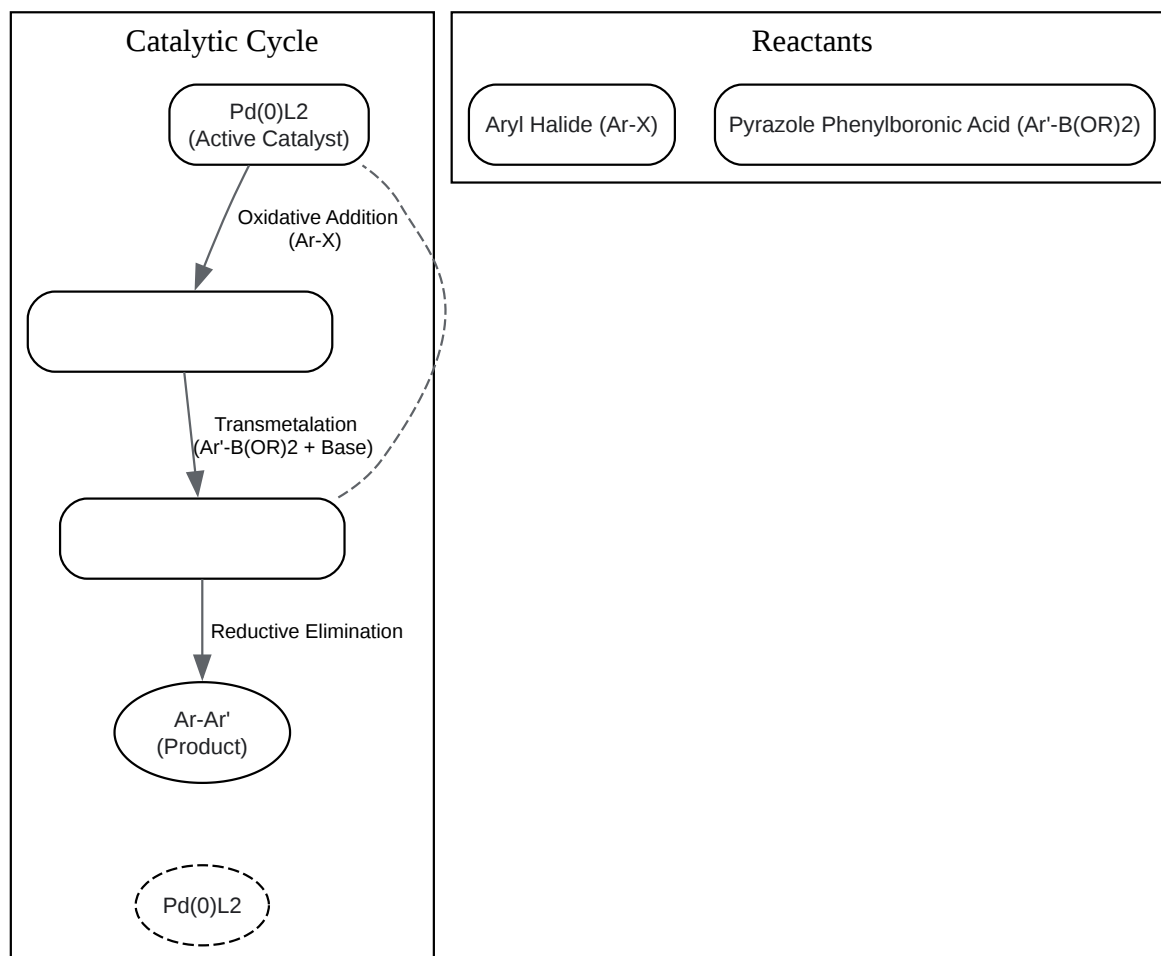 Catalytic Cycle
Pd(0)L2
(Active Catalyst)
Oxidative Addition
(Ar-X)
Transmetalation
(Ar'-B(OR)2 + Base)
Reductive Elimination
Ar-Ar'
(Product)
Pd(0)L2
Reactants
Aryl Halide (Ar-X)
Pyrazole Phenylboronic Acid (Ar'-B(OR)2)